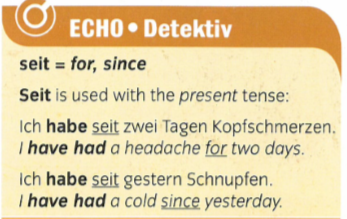 ECHO • Detektiv
seit = for, since
Seit is used with the present tense:
Ich habe seit zwei Tagen Kopfschmerzen.
I have had a headache for two days.
Ich habe seit gestern Schnupfen.
I have had a cold since yesterday.